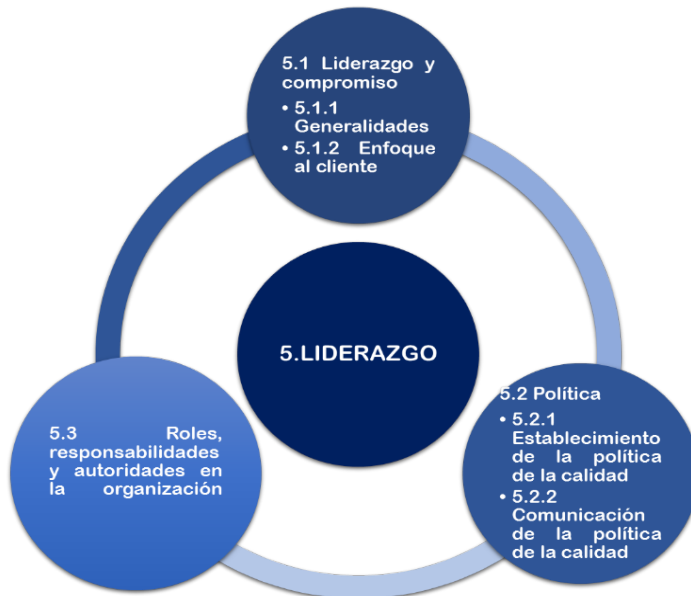 5.1 Liderazgo y
compromiso
• 5.1.1
Generalidades
• 5.1.2 Enfoque
al cliente
5.LIDERAZGO
5.2 Política
• 5.2.1
Establecimiento
de la política
de la calidad
• 5.2.2
Comunicación
de la política
de la calidad
5.3 Roles,
responsabilidades
y autoridades en
la organización